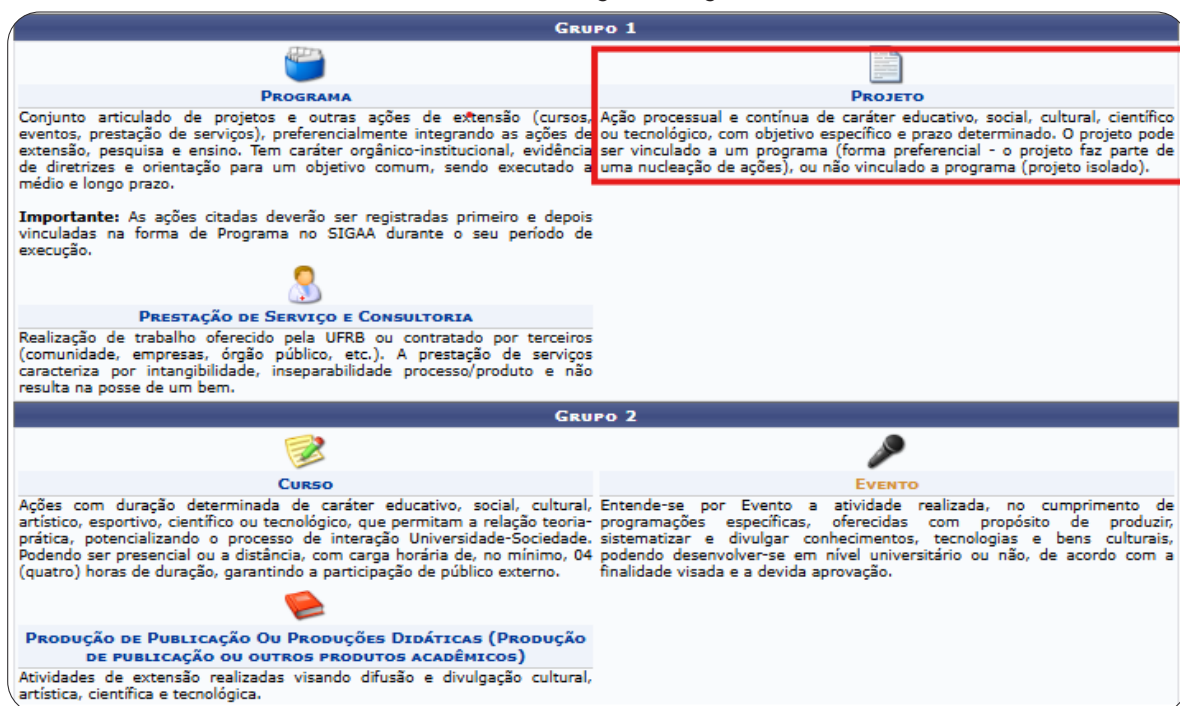 GRUPO 1
PROGRAMA
Conjunto articulado de projetos e outras ações de extensão (cursos,
eventos, prestação de serviços), preferencialmente integrando as ações de
extensão, pesquisa e ensino. Tem caráter orgânico-institucional, evidência
de diretrizes e orientação para um objetivo comum, sendo executado a
médio e longo prazo.
Importante: As ações citadas deverão ser registradas primeiro e depois
vinculadas na forma de Programa no SIGAA durante o seu período de
execução.
PROJETO
Ação processual e contínua de caráter educativo, social, cultural, científico
ou tecnológico, com objetivo específico e prazo determinado. O projeto pode
ser vinculado a um programa (forma preferencial - o projeto faz parte de
uma nucleação de ações), ou não vinculado a programa (projeto isolado).
PRESTAÇÃO DE SERVIÇO E CONSULTORIA
Realização de trabalho oferecido pela UFRB ou contratado por terceiros
(comunidade, empresas, órgão público, etc.). A prestação de serviços
caracteriza por intangibilidade, inseparabilidade processo/produto e não
resulta na posse de um bem.
GRUPO 2
CURSO
Ações com duração determinada de caráter educativo, social, cultural,
artístico, esportivo, científico ou tecnológico, que permitam a relação teoria-
prática, potencializando o processo de interação Universidade-Sociedade.
Podendo ser presencial ou a distância, com carga horária de, no mínimo, 04
(quatro) horas de duração, garantindo a participação de público externo.
EVENTO
Entende-se por Evento a atividade realizada, no cumprimento de
programações específicas, oferecidas com propósito de produzir,
sistematizar e divulgar conhecimentos, tecnologias e bens culturais,
podendo desenvolver-se em nível universitário ou não, de acordo com a
finalidade visada e a devida aprovação.
PRODUÇÃO DE PUBLICAÇÃO OU PRODUÇÕES DIDÁTICAS (PRODUÇÃO
DE PUBLICAÇÃO OU OUTROS PRODUTOS ACADÊMICOS)
Atividades de extensão realizadas visando difusão e divulgação cultural,
artística, científica e tecnológica.